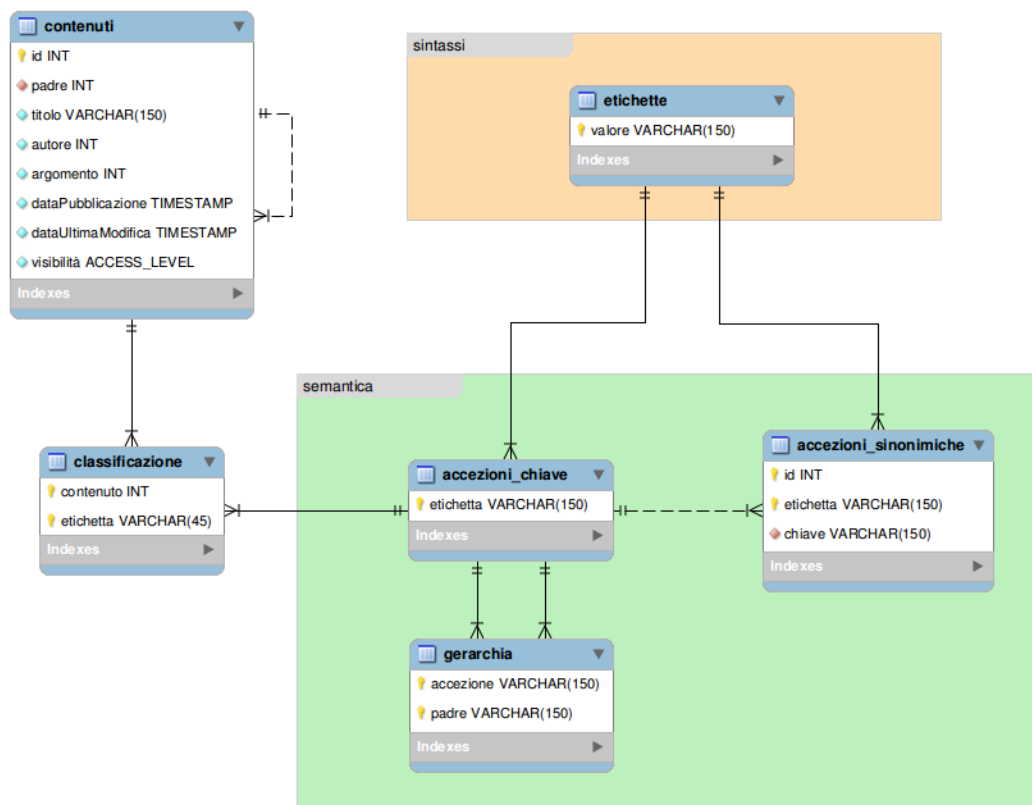 contenuti
id INT
padre INT
titolo VARCHAR(150)
autore INT
argomento INT
dataPubblicazione TIMESTAMP
dataUltimaModifica TIMESTAMP
visibilità ACCESS_LEVEL
Indexes
sintassi
etichette
valore VARCHAR(150)
Indexes
semantica
classificazione
contenuto INT
etichetta VARCHAR(45)
Indexes
accezioni_chiave
etichetta VARCHAR(150)
Indexes
accezioni_sinonimiche
id INT
etichetta VARCHAR(150)
chiave VARCHAR(150)
Indexes
gerarchia
accezione VARCHAR(150)
padre VARCHAR(150)
Indexes